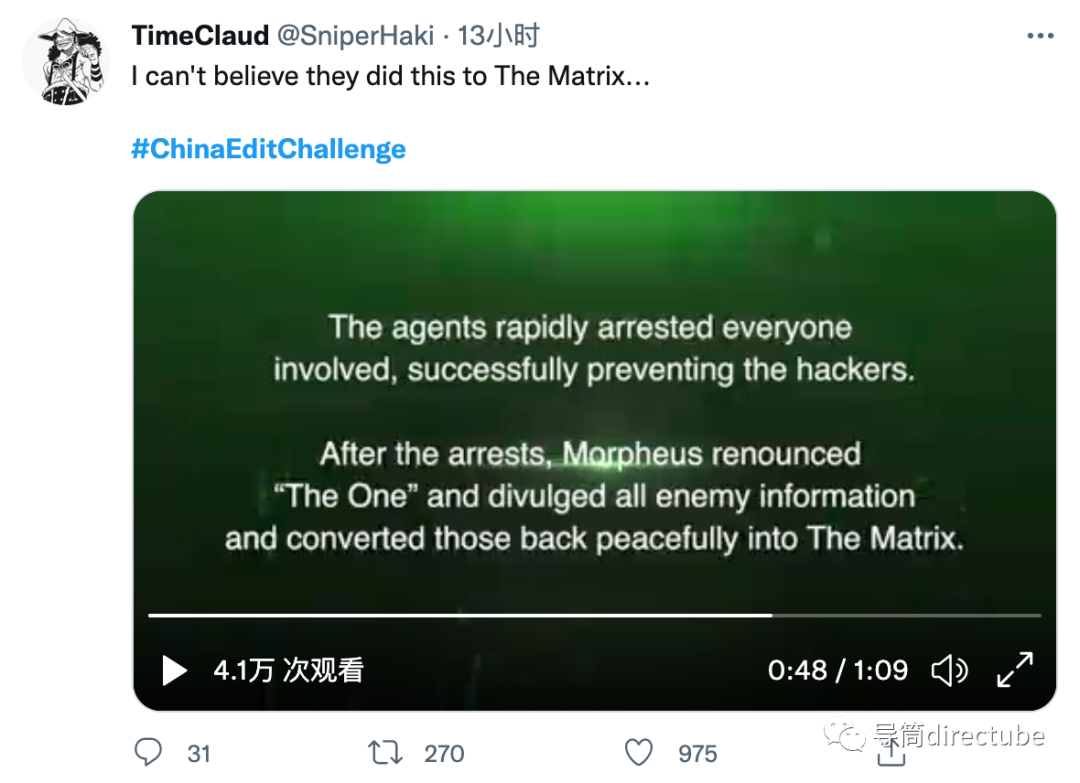 TimeClaud @SniperHaki · 13小时
I can't believe they did this to The Matrix...
#ChinaEditChallenge
The agents rapidly arrested everyone
involved, successfully preventing the hackers.
After the arrests, Morpheus renounced
“The One” and divulged all enemy information
and converted those back peacefully into The Matrix.
4.1万 次观看
0:48 / 1:09
31
270
975
导筒directube